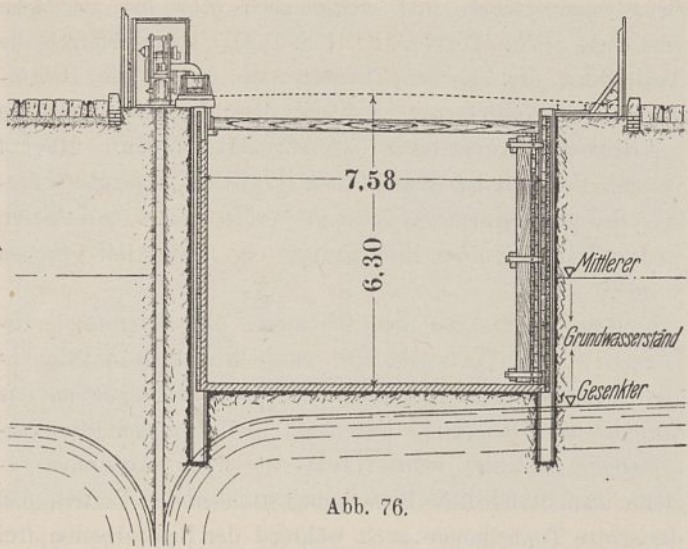 7,58
6.30
Mittlerer
Grundwasserstand
Gesenkter
Abb. 76.